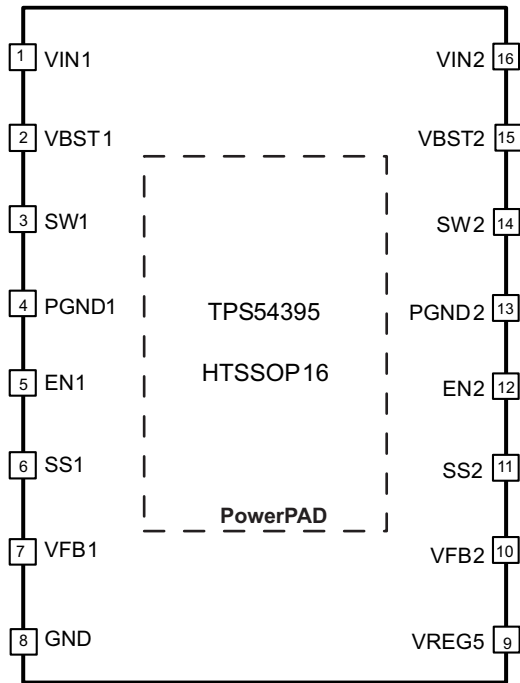 1 VIN1 VIN2 16
2 VBST1 VBST2 15
3 SW1 SW2 14
4 PGND1 PGND2 13
TPS54395
HTSSOP16
5 EN1 EN2 12
6 SS1 SS2 11
PowerPAD
7 VFB1 VFB2 10
8 GND VREG5 9